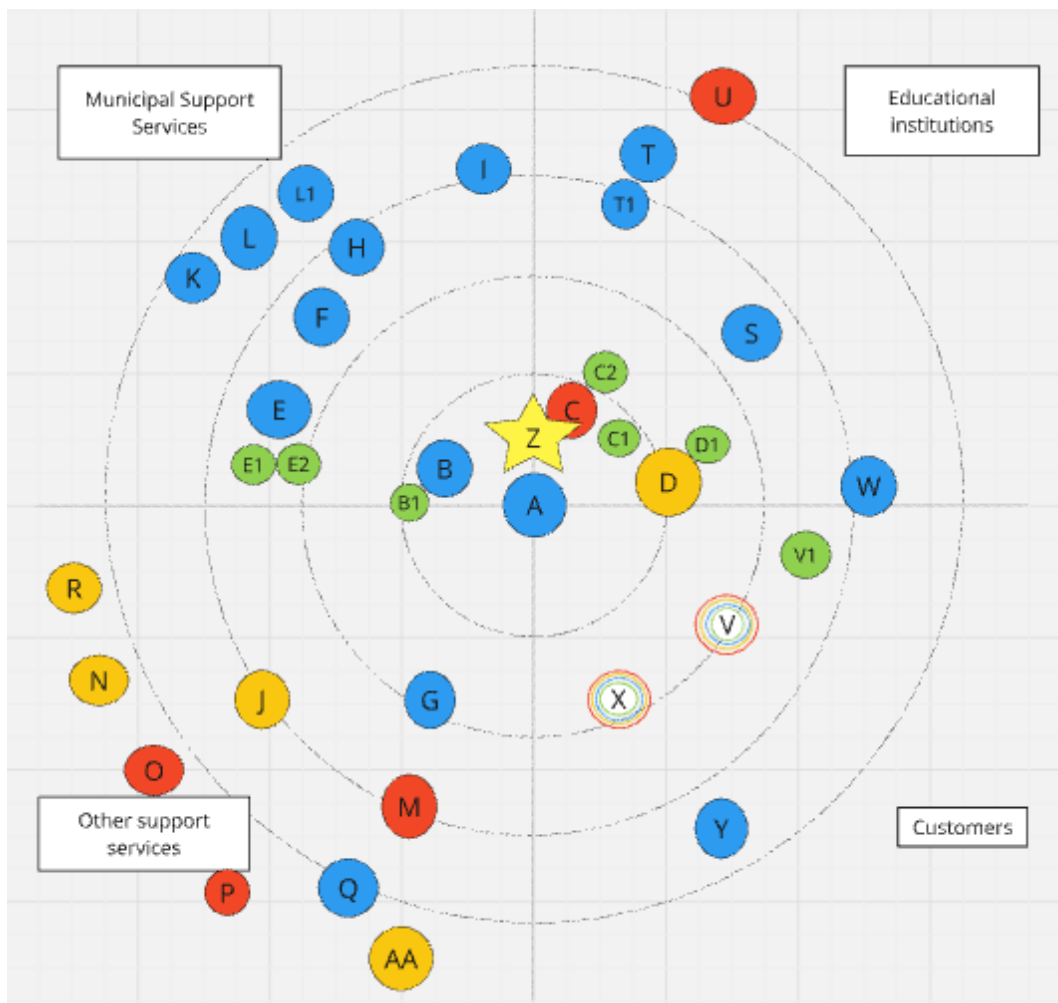 U
Municipal Support
Services
Educational
institutions
T
I
L1
T1
L
H
K
F
S
C2
C
E
Z
C1
D1
E1
E2
B
D
W
B1
A
V1
R
V
N
J
G
X
O
M
Other support
services
Y
Customers
Q
P
AA